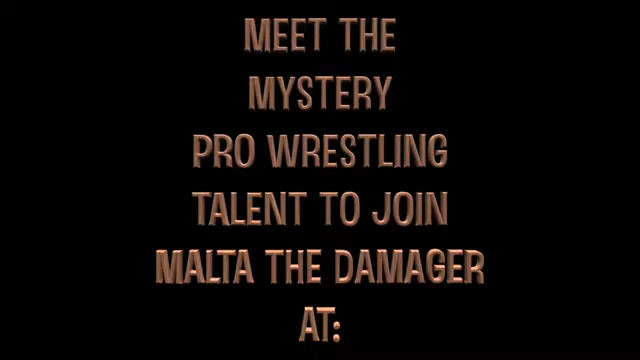 MEET THE
MYSTERY
PRO WRESTLING
TALENT TO JOIN
MALTA THE DAMAGER
AT: